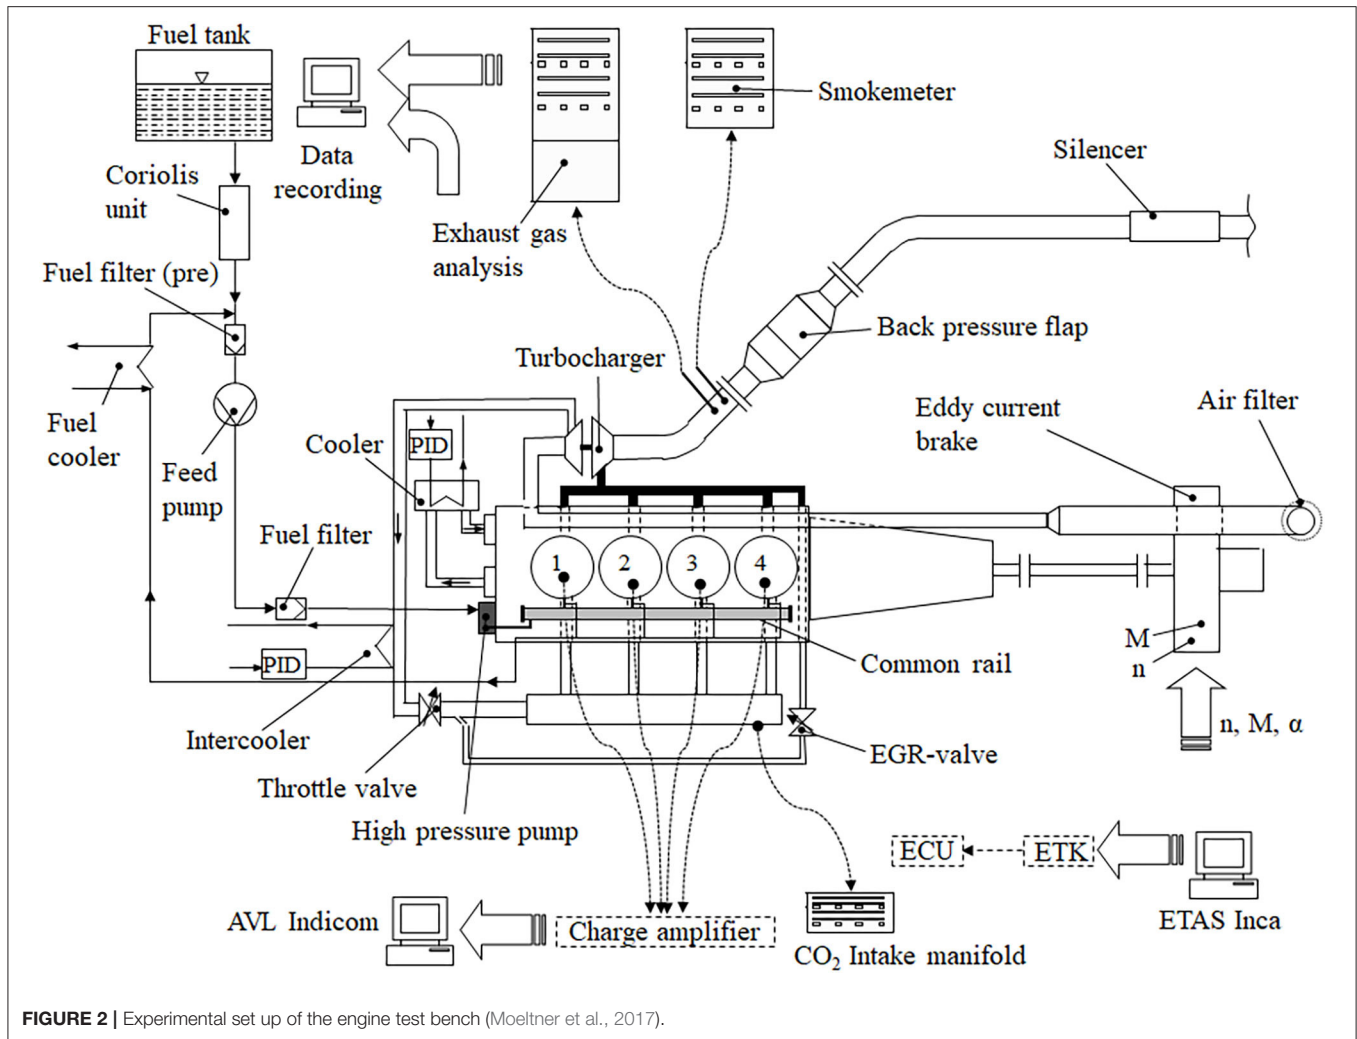 Fuel tank
Data
recording
Coriolis
unit
Exhaust gas
analysis
Smokemeter
Silencer
Fuel filter (pre)
Back pressure flap
Turbocharger
Fuel
cooler
Feed
pump
Cooler
PID
Eddy current
brake
Air filter
Fuel filter
1
2
3
4
PID
Common rail
M
n
n, M, α
Intercooler
Throttle valve
EGR-valve
High pressure pump
ECU
ETK
ETAS Inca
AVL Indicom
Charge amplifier
CO₂ Intake manifold
FIGURE 2 | Experimental set up of the engine test bench (Moeltner et al., 2017).